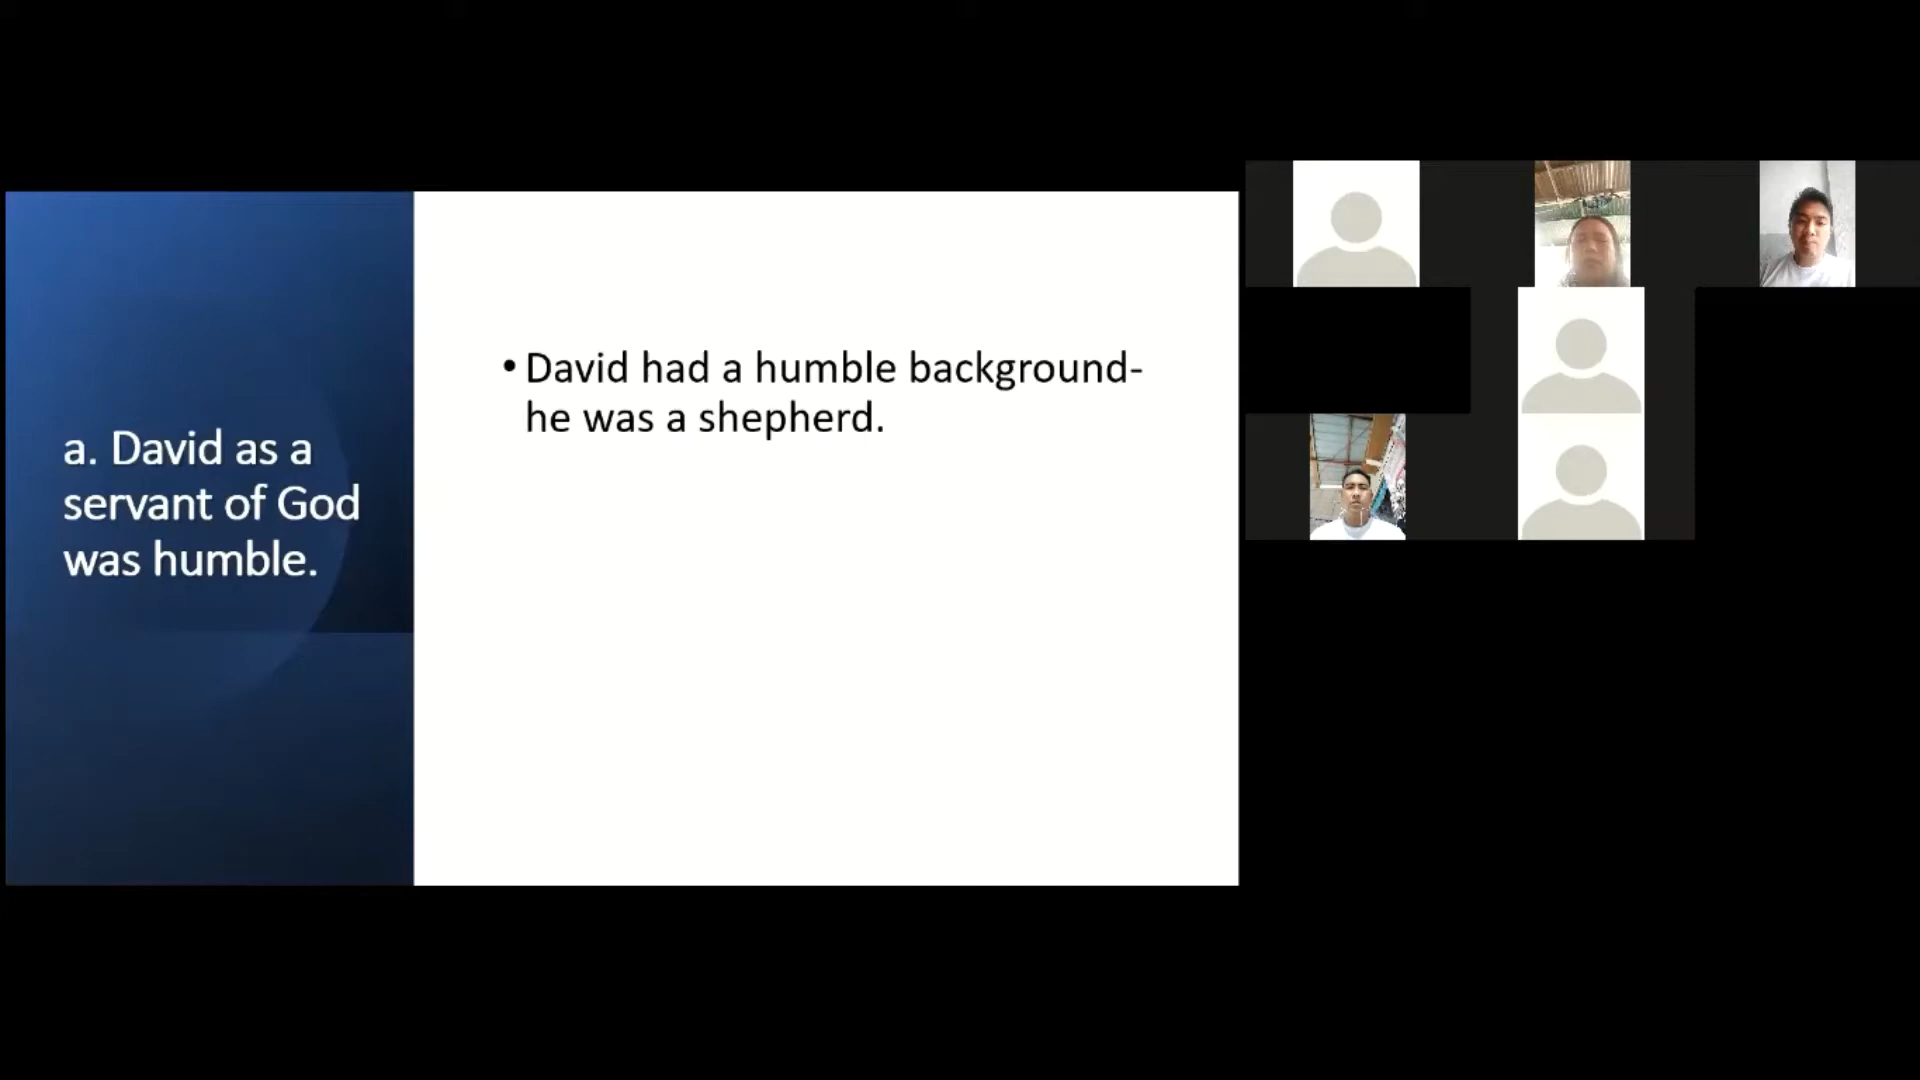 a. David as a
servant of God
was humble.
• David had a humble background-
he was a shepherd.